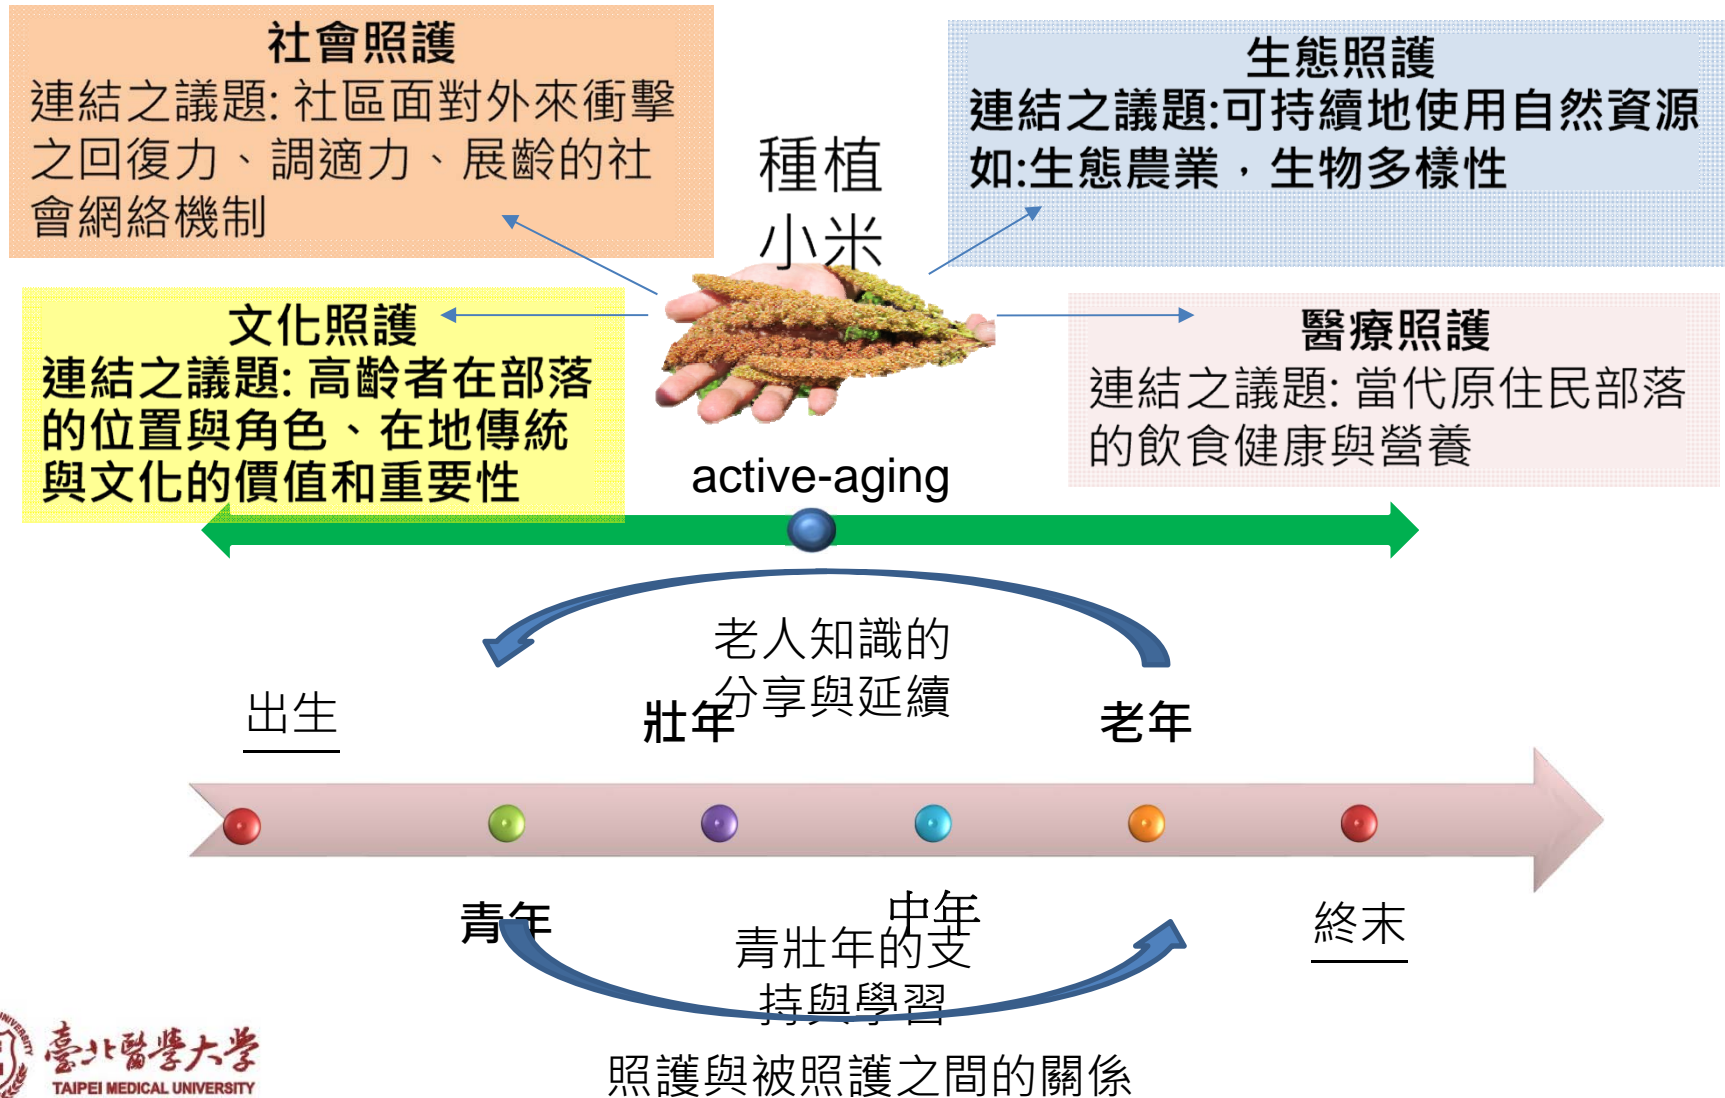 社會照護
連結之議題: 社區面對外來衝擊
之回復力、調適力、展齡的社
會網絡機制
生態照護
連結之議題:可持續地使用自然資源
如:生態農業，生物多樣性
種植
小米
文化照護
連結之議題: 高齡者在部落
的位置與角色、在地傳統
與文化的價值和重要性
醫療照護
連結之議題: 當代原住民部落
的飲食健康與營養
active-aging
老人知識的
分享與延續
出生
壯年
老年
青年
中年
終末
青壯年的支
持與學習
照護與被照護之間的關係
臺北醫學大學
TAIPEI MEDICAL UNIVERSITY